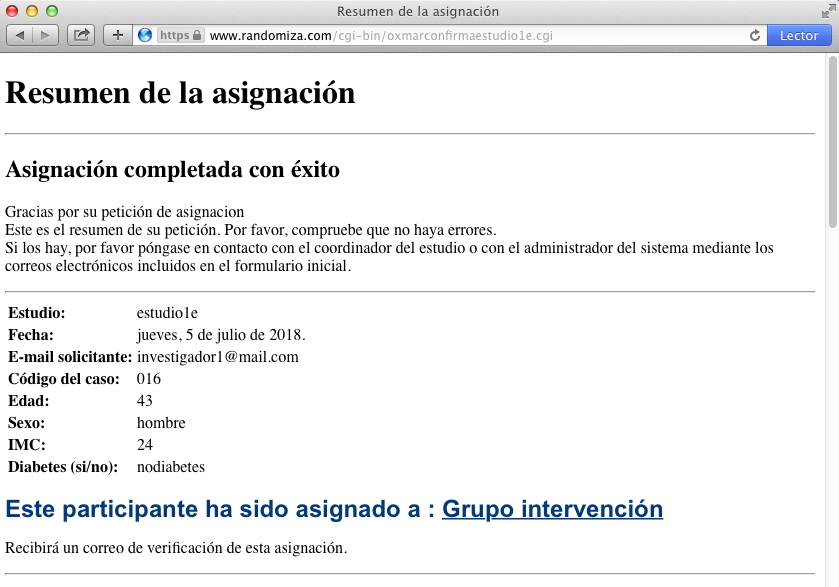 Resumen de la asignación
https www.randomiza.com/cgi-bin/oxmarconfirmaestudio1e.cgi Lector
Resumen de la asignación
Asignación completada con éxito
Gracias por su petición de asignacion
Este es el resumen de su petición. Por favor, compruebe que no haya errores.
Si los hay, por favor póngase en contacto con el coordinador del estudio o con el administrador del sistema mediante los
correos electrónicos incluidos en el formulario inicial.
Estudio: estudio1e
Fecha: jueves, 5 de julio de 2018.
E-mail solicitante: investigador1@mail.com
Código del caso: 016
Edad: 43
Sexo: hombre
IMC: 24
Diabetes (si/no): nodiabetes
Este participante ha sido asignado a : Grupo intervención
Recibirá un correo de verificación de esta asignación.